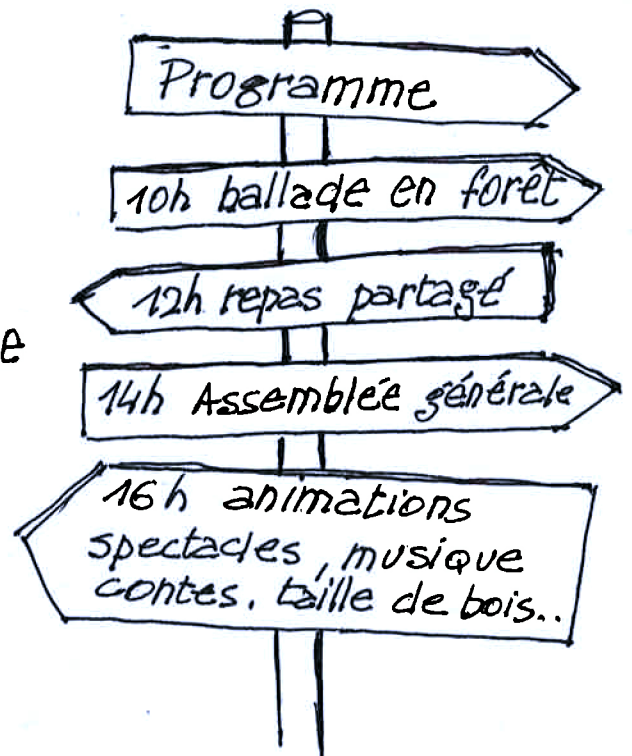 Programme
10h ballade en forêt
12h repas partagé
e
14h Assemblée générale
16h animations
spectacles, musique
contes. taille de bois..